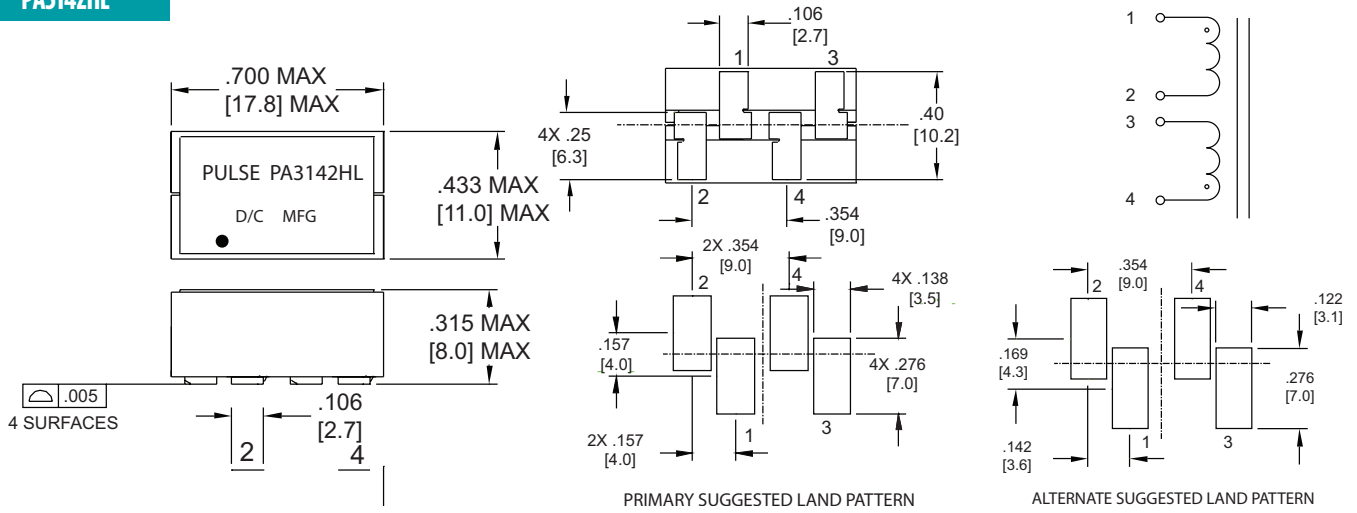 PA3142HL
.700 MAX
[17.8] MAX
PULSE PA3142HL
D/C MFG
.433 MAX
[11.0] MAX
.315 MAX
[8.0] MAX
.005
4 SURFACES
.106
[2.7]
2
4
.106
[2.7]
1
3
4X .25
[6.3]
.40
[10.2]
2
4
.354
[9.0]
2X .354
[9.0]
2
4
4X .138
[3.5]
.157
[4.0]
4X .276
[7.0]
2X .157
[4.0]
1
3
PRIMARY SUGGESTED LAND PATTERN
1
2
3
4
.354
[9.0]
2
4
.122
[3.1]
.169
[4.3]
.276
[7.0]
.142
[3.6]
1
3
ALTERNATE SUGGESTED LAND PATTERN